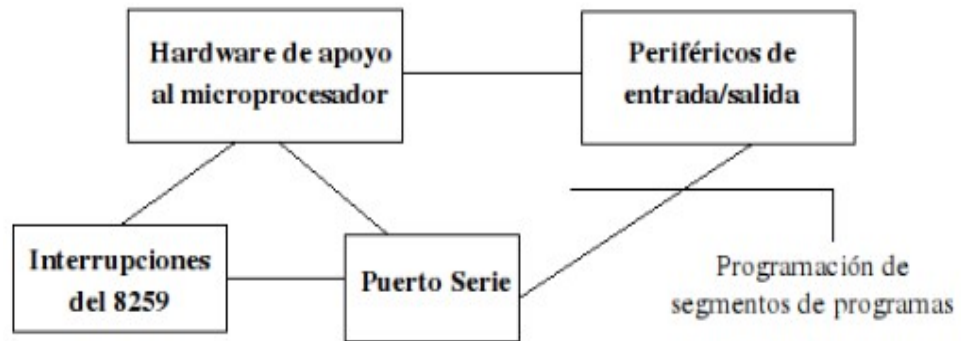 Hardware de apoyo
al microprocesador
Periféricos de
entrada/salida
Interrupciones
del 8259
Puerto Serie
Programación de
segmentos de programas